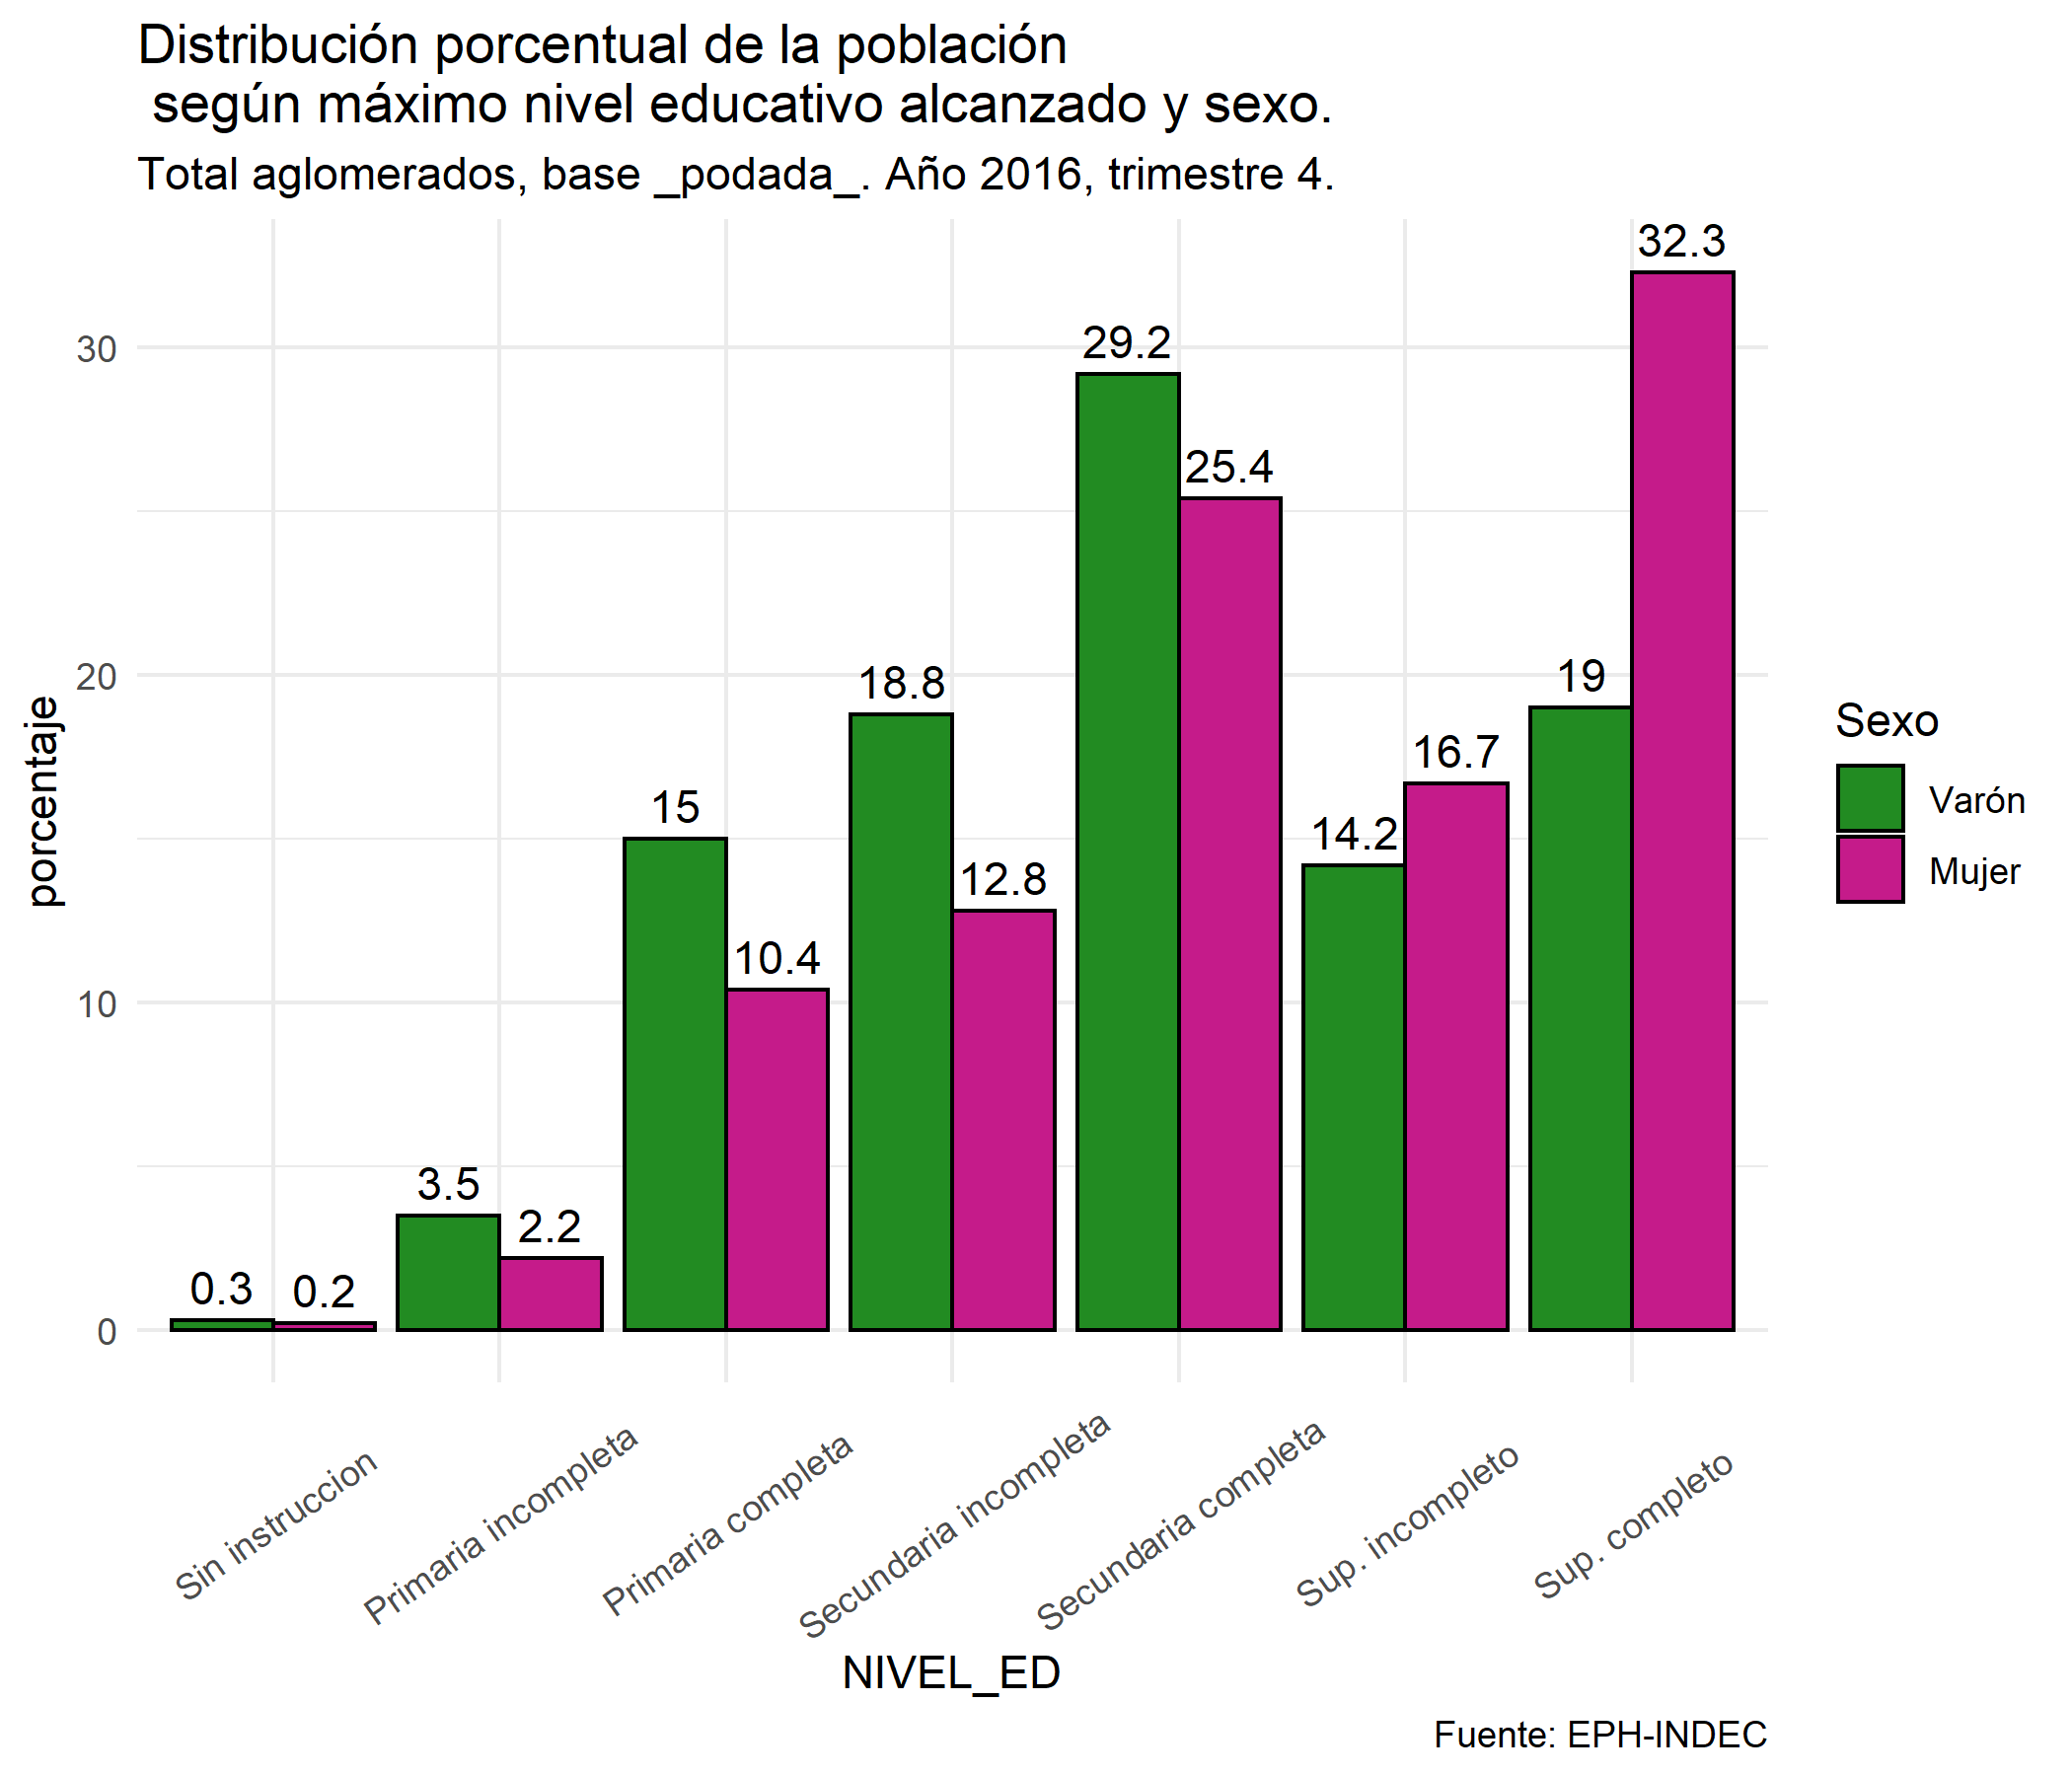 Distribución porcentual de la población
según máximo nivel educativo alcanzado y sexo.
Total aglomerados, base _podada_. Año 2016, trimestre 4.
porcentaje
30
20
10
0
0.3
0.2
3.5
2.2
15
10.4
18.8
12.8
29.2
25.4
14.2
16.7
19
32.3
Sin instruccion
Primaria incompleta
Primaria completa
Secundaria incompleta
Secundaria completa
Sup. incompleto
Sup. completo
NIVEL_ED
Sexo
Varón
Mujer
Fuente: EPH-INDEC